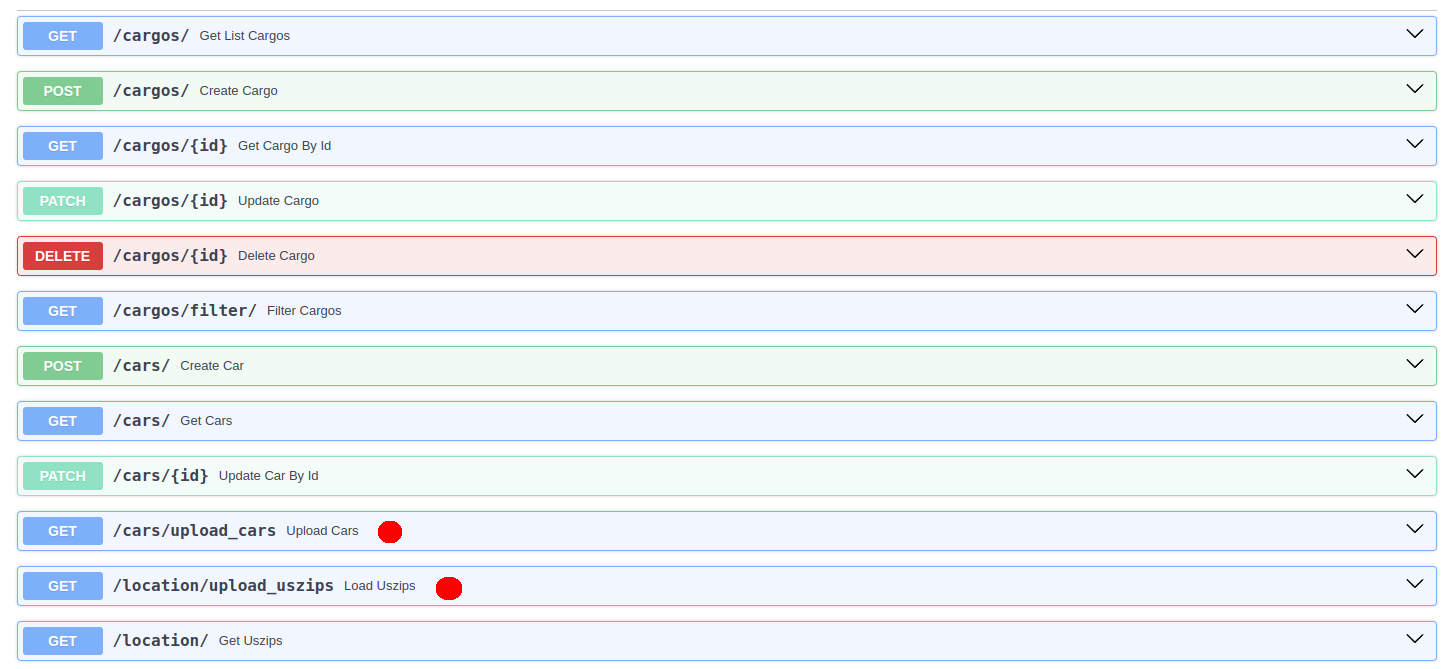 GET /cargos/ Get List Cargos
POST /cargos/ Create Cargo
GET /cargos/{id} Get Cargo By Id
PATCH /cargos/{id} Update Cargo
DELETE /cargos/{id} Delete Cargo
GET /cargos/filter/ Filter Cargos
POST /cars/ Create Car
GET /cars/ Get Cars
PATCH /cars/{id} Update Car By Id
GET /cars/upload_cars Upload Cars
GET /location/upload_uszips Load Uszips
GET /location/ Get Uszips